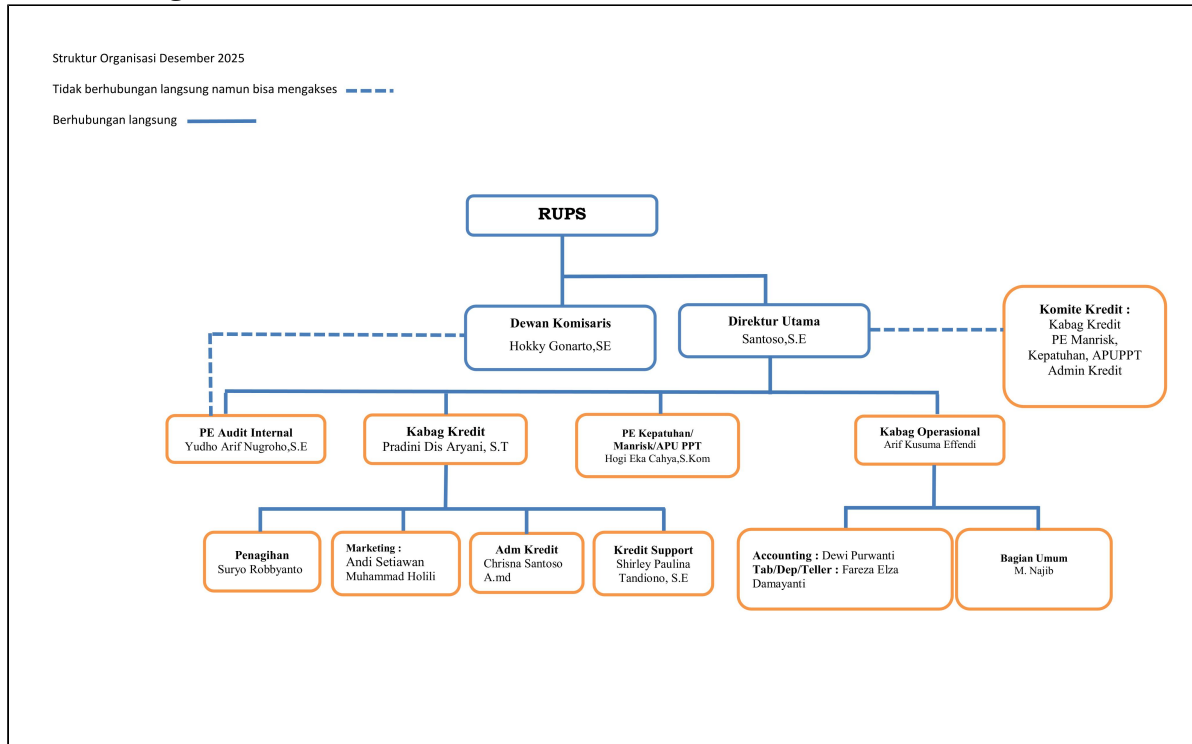 Struktur Organisasi Desember 2025
Tidak berhubungan langsung namun bisa mengakses
Berhubungan langsung
RUPS
Dewan Komisaris
Hokky Gonarto,SE
Direktur Utama
Santoso,S.E
Komite Kredit :
Kabag Kredit
PE Manrisk,
Kepatuhan, APUPPT
Admin Kredit
PE Audit Internal
Yudho Arif Nugroho,S.E
Kabag Kredit
Pradini Dis Aryani, S.T
PE Kepatuhan/
Manrisk/APU PPT
Hogi Eka Cahya,S.Kom
Kabag Operasional
Arif Kusuma Effendi
Penagihan
Suryo Robbyanto
Marketing :
Andi Setiawan
Muhammad Holili
Adm Kredit
Chrisna Santoso
A.md
Kredit Support
Shirley Paulina
Tandiono, S.E
Accounting : Dewi Purwanti
Tab/Dep/Teller : Fareza Elza
Damayanti
Bagian Umum
M. Najib